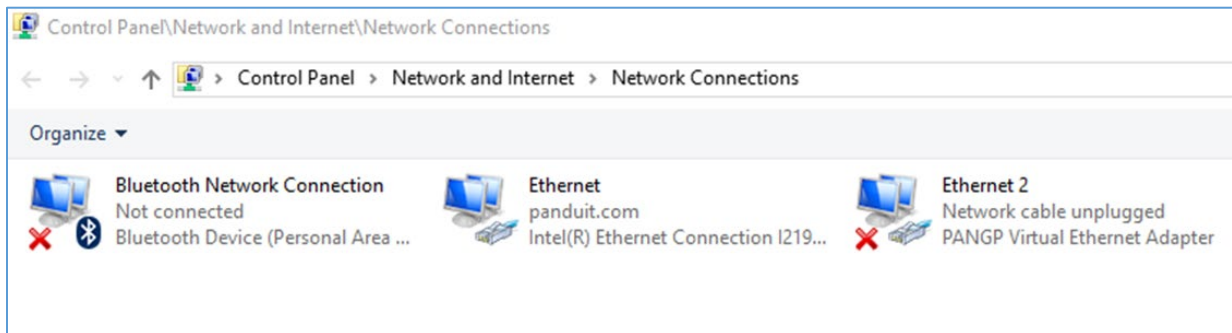 Control Panel\Network and Internet\Network Connections
Control Panel > Network and Internet > Network Connections
Organize
Bluetooth Network Connection
Not connected
Bluetooth Device (Personal Area ...
Ethernet
panduit.com
Intel(R) Ethernet Connection I219...
Ethernet 2
Network cable unplugged
PANGP Virtual Ethernet Adapter